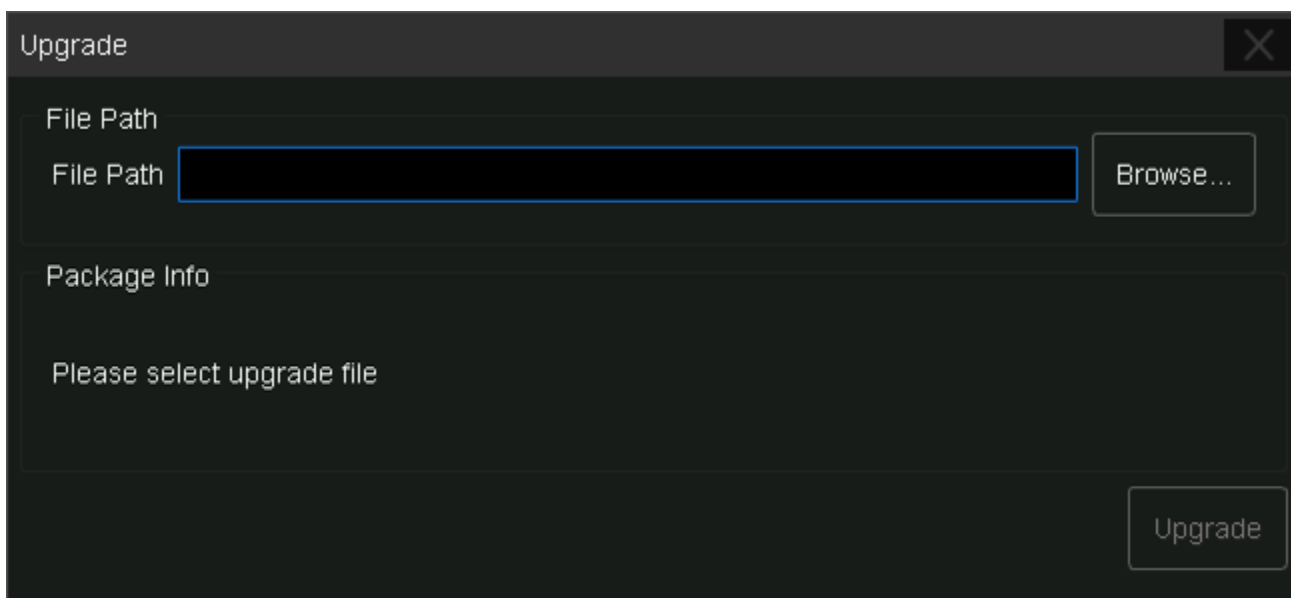 Upgrade
File Path
File Path
Browse...
Package Info
Please select upgrade file
Upgrade